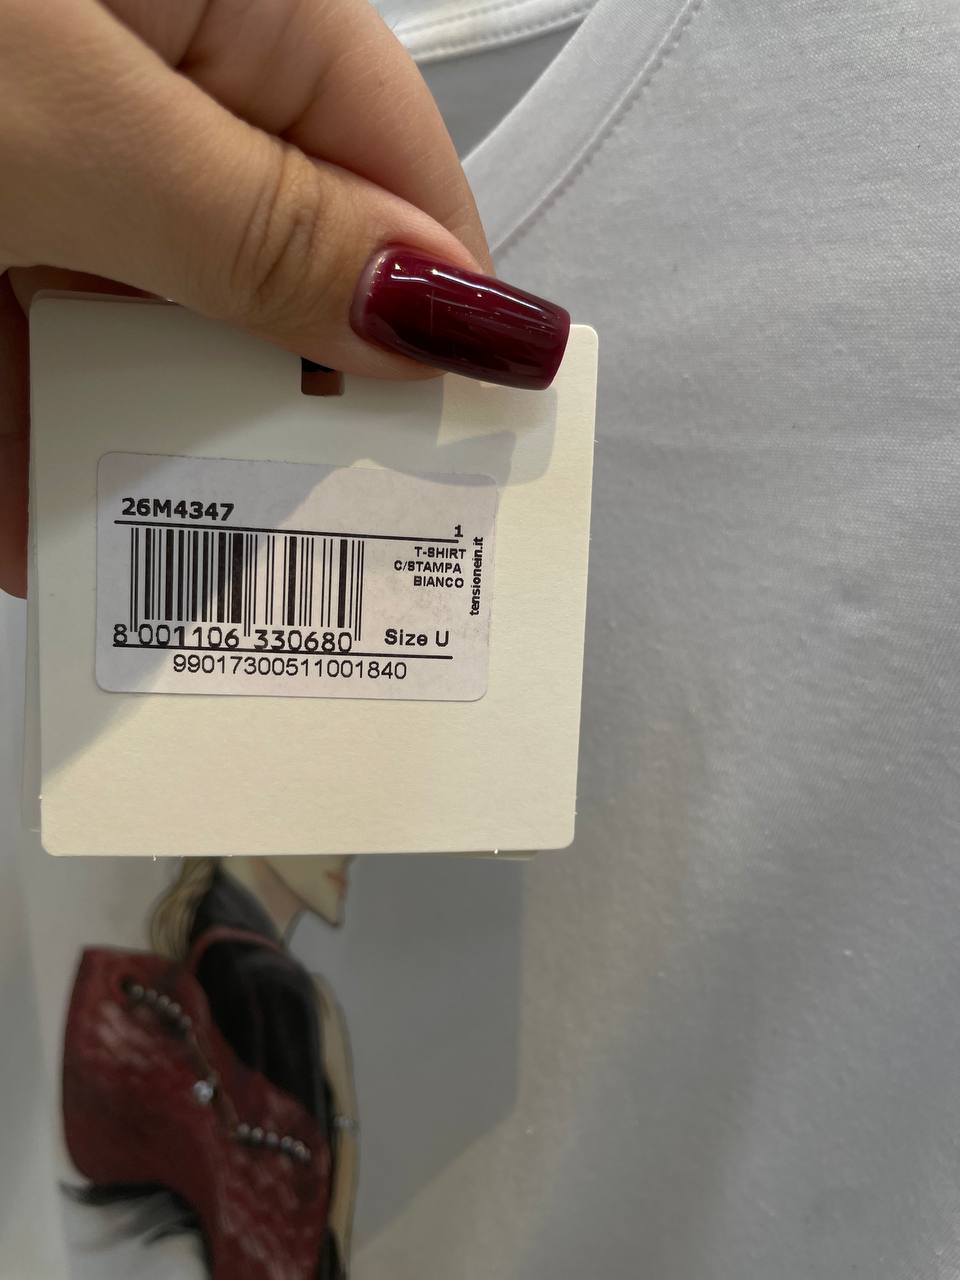 26M4347
1
T-SHIRT
C/STAMPA
BIANCO
tensionein.it
8 001106 330680
Size U
99017300511001840